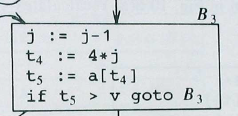 B₃
j := j-1
t₄ := 4*j
t₅ := a[t₄]
if t₅ > v goto B₃